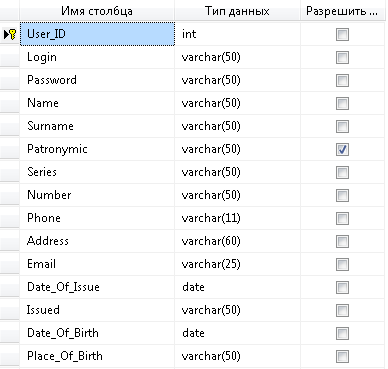 Имя столбца Тип данных Разрешить ...
User_ID int
Login varchar(50)
Password varchar(50)
Name varchar(50)
Surname varchar(50)
Patronymic varchar(50)
Series varchar(50)
Number varchar(50)
Phone varchar(11)
Address varchar(60)
Email varchar(25)
Date_Of_Issue date
Issued varchar(50)
Date_Of_Birth date
Place_Of_Birth varchar(50)